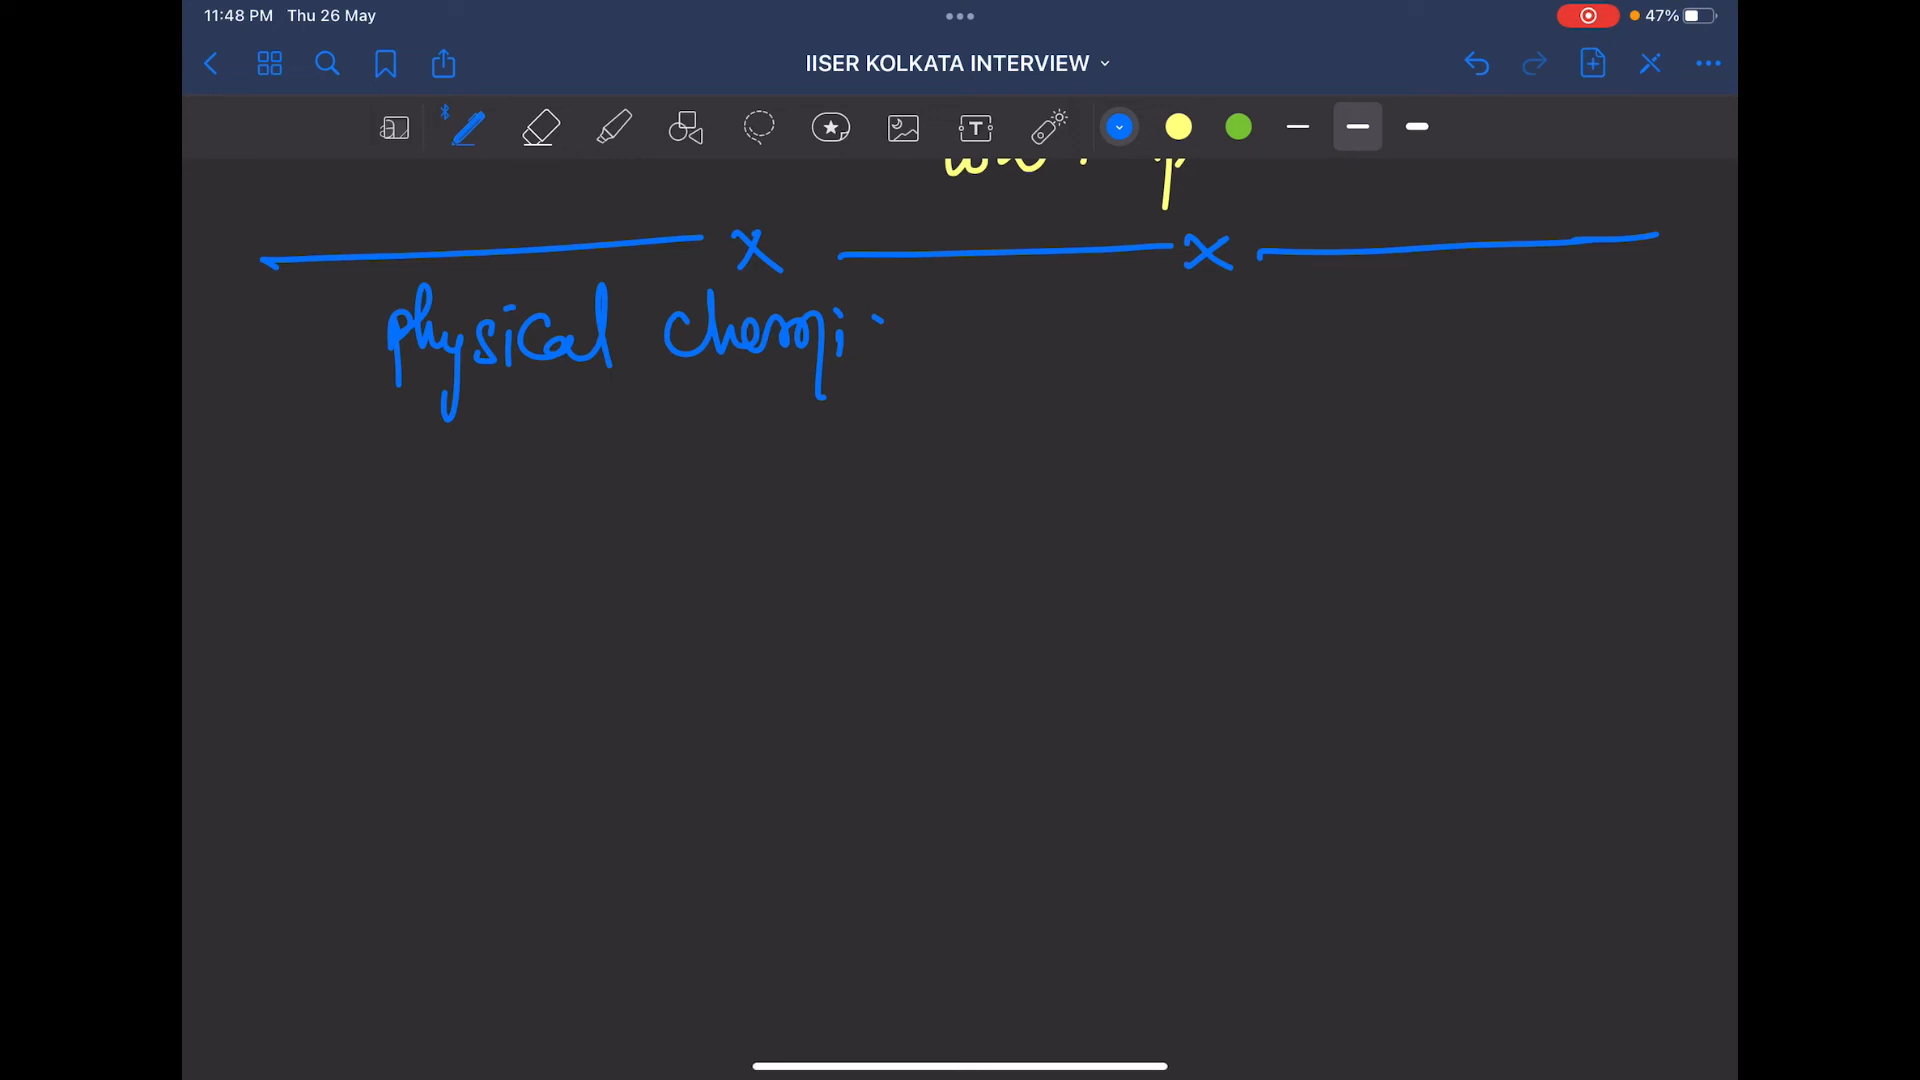 11:48 PM Thu 26 May
47%
IISER KOLKATA INTERVIEW
T
x x
physical chemi